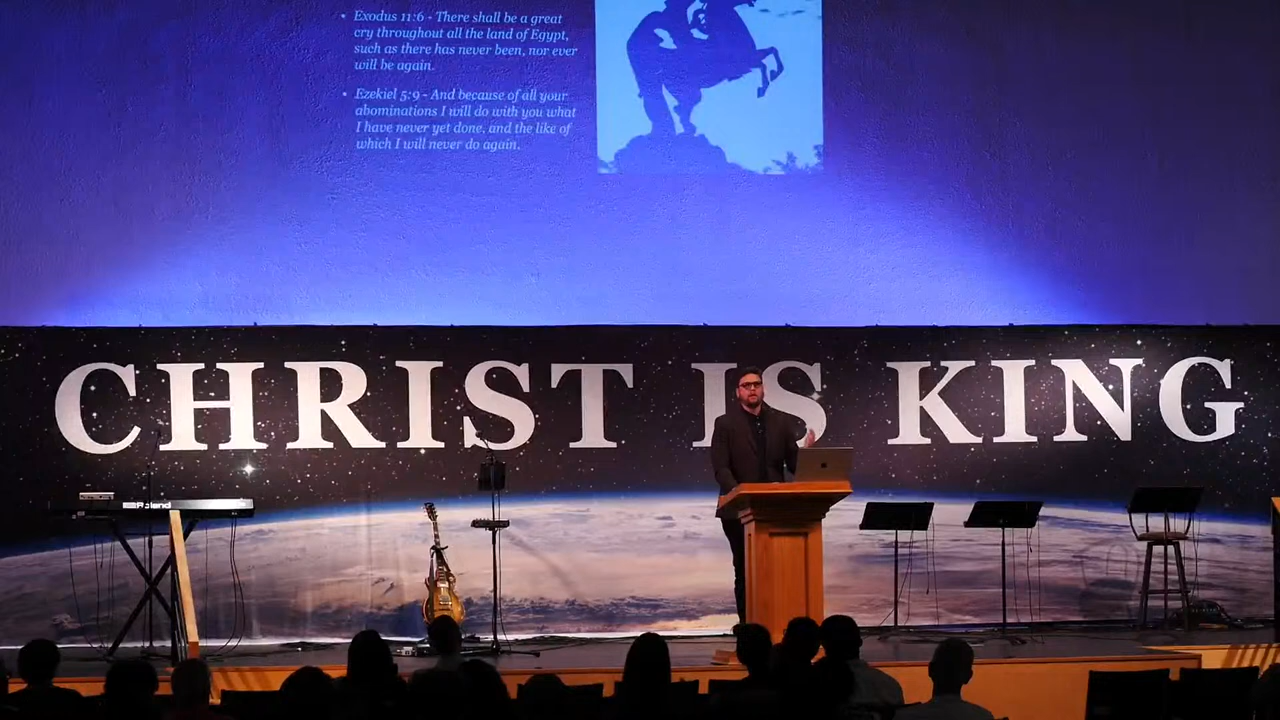 • Exodus 11:6 - There shall be a great
cry throughout all the land of Egypt,
such as there has never been, nor ever
will be again.
• Ezekiel 5:9 - And because of all your
abominations I will do with you what
I have never yet done, and the like of
which I will never do again.
CHRIST IS KING
Roland